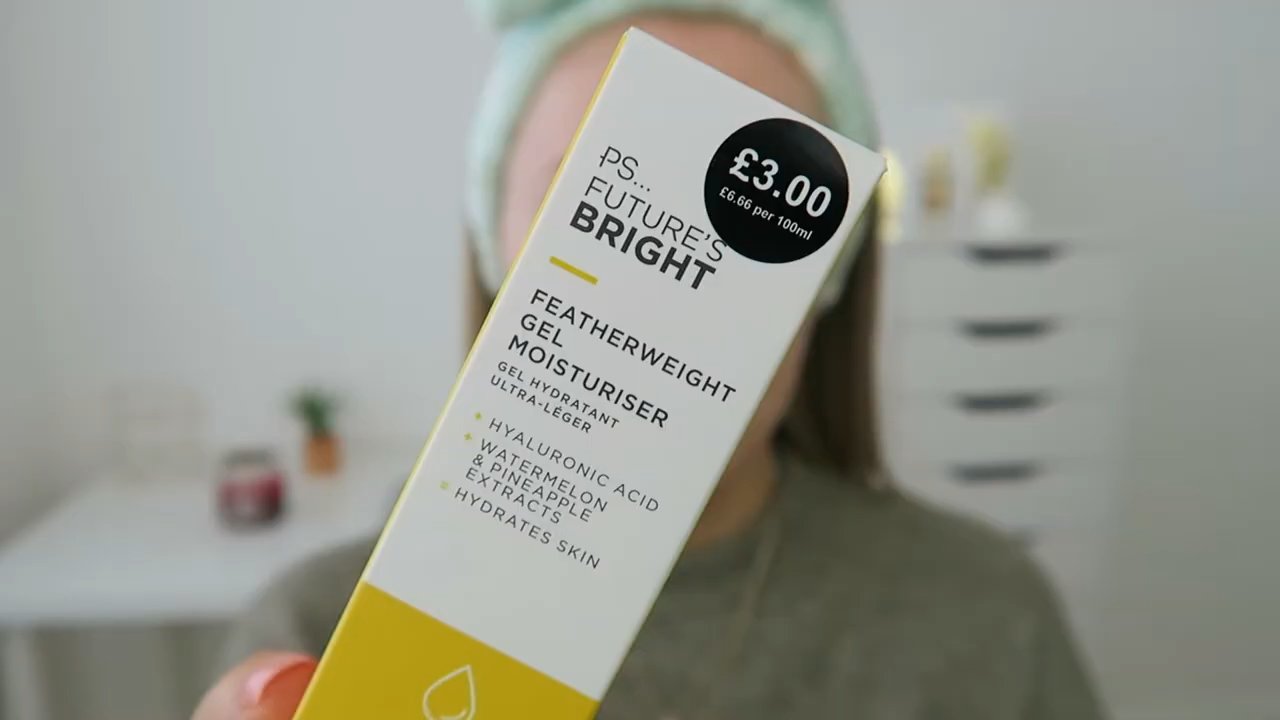 £3.00
£6.66 per 100ml
PS...
FUTURE'S
BRIGHT
FEATHERWEIGHT
GEL
MOISTURISER
GEL HYDRATANT
ULTRA-LÉGER
+ HYALURONIC ACID
+ WATERMELON
& PINEAPPLE
EXTRACTS
= HYDRATES SKIN